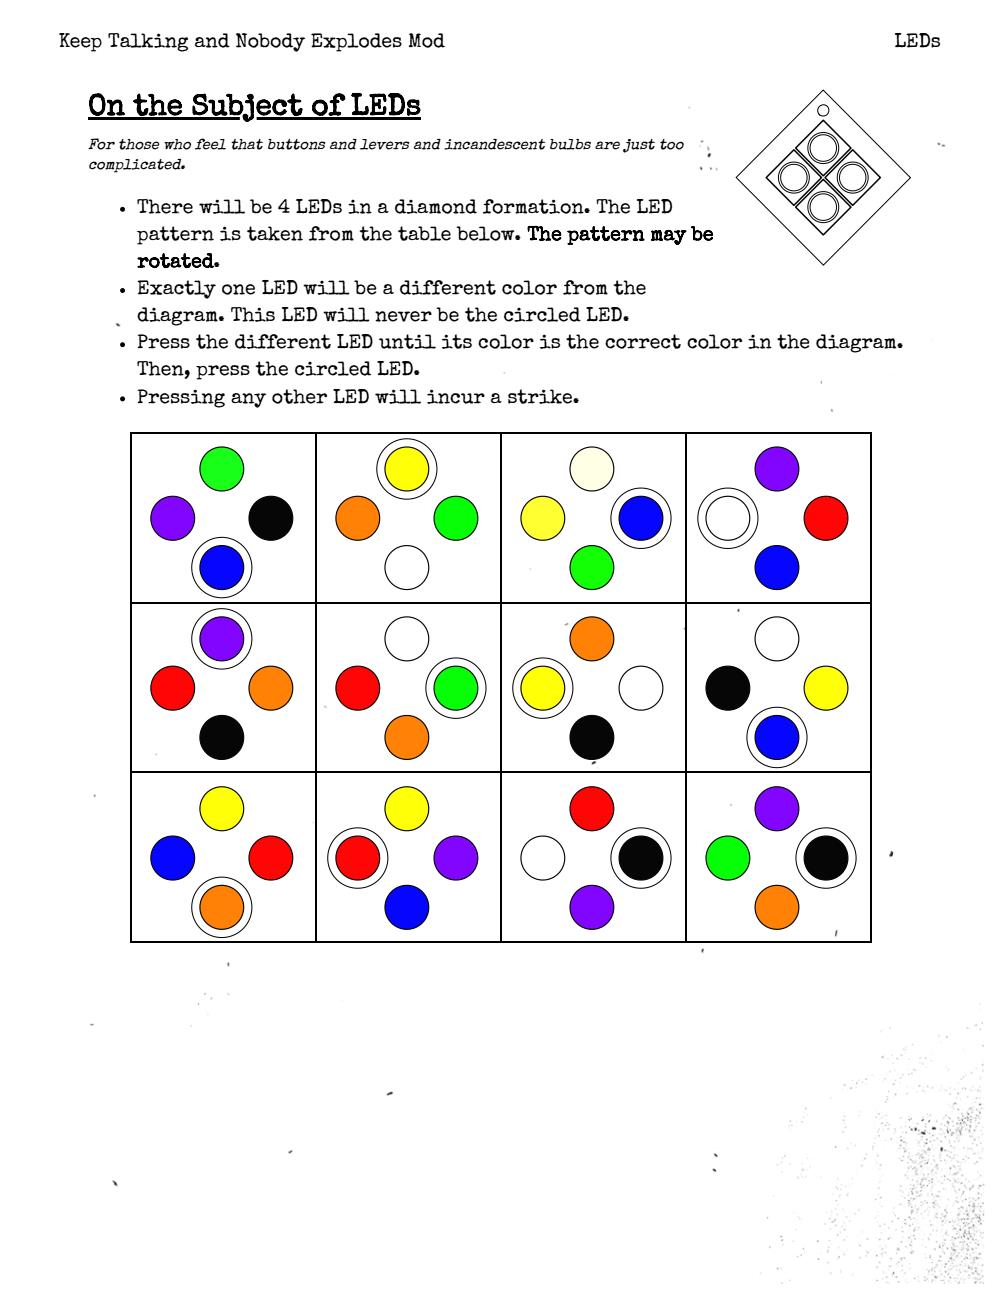 Keep Talking and Nobody Explodes Mod
LEDs
On the Subject of LEDs
For those who feel that buttons and levers and incandescent bulbs are just too
complicated.
• There will be 4 LEDs in a diamond formation. The LED
pattern is taken from the table below. The pattern may be
rotated.
• Exactly one LED will be a different color from the
diagram. This LED will never be the circled LED.
• Press the different LED until its color is the correct color in the diagram.
Then, press the circled LED.
• Pressing any other LED will incur a strike.